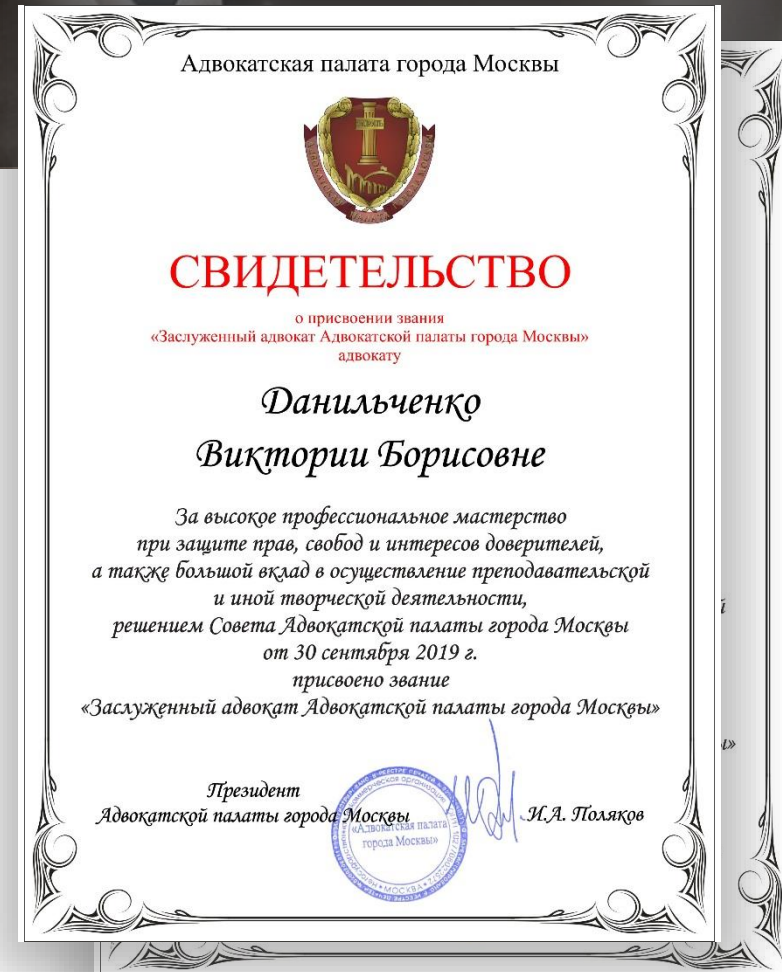 Адвокатская палата города Москвы
СВИДЕТЕЛЬСТВО
о присвоении звания
«Заслуженный адвокат Адвокатской палаты города Москвы»
адвокату
Данильченко
Виктории Борисовне
За высокое профессиональное мастерство
при защите прав, свобод и интересов доверителей,
а также большой вклад в осуществление преподавательской
и иной творческой деятельности,
решением Совета Адвокатской палаты города Москвы
от 30 сентября 2019 г.
присвоено звание
«Заслуженный адвокат Адвокатской палаты города Москвы»
Президент
Адвокатской палаты города Москвы
И.А. Поляков
«Адвокатская палата
города Москвы»
МОСКВА